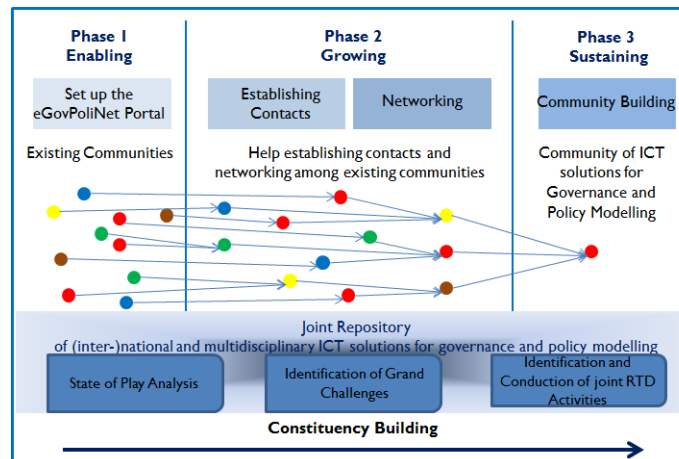 Phase 1
Enabling
Phase 2
Growing
Phase 3
Sustaining
Set up the
eGovPoliNet Portal
Establishing
Contacts
Networking
Community Building
Existing Communities
Help establishing contacts and
networking among existing communities
Community of ICT
solutions for
Governance and
Policy Modelling
Joint Repository
of (inter-)national and multidisciplinary ICT solutions for governance and policy modelling
State of Play Analysis
Identification of Grand
Challenges
Identification and
Conduction of joint RTD
Activities
Constituency Building